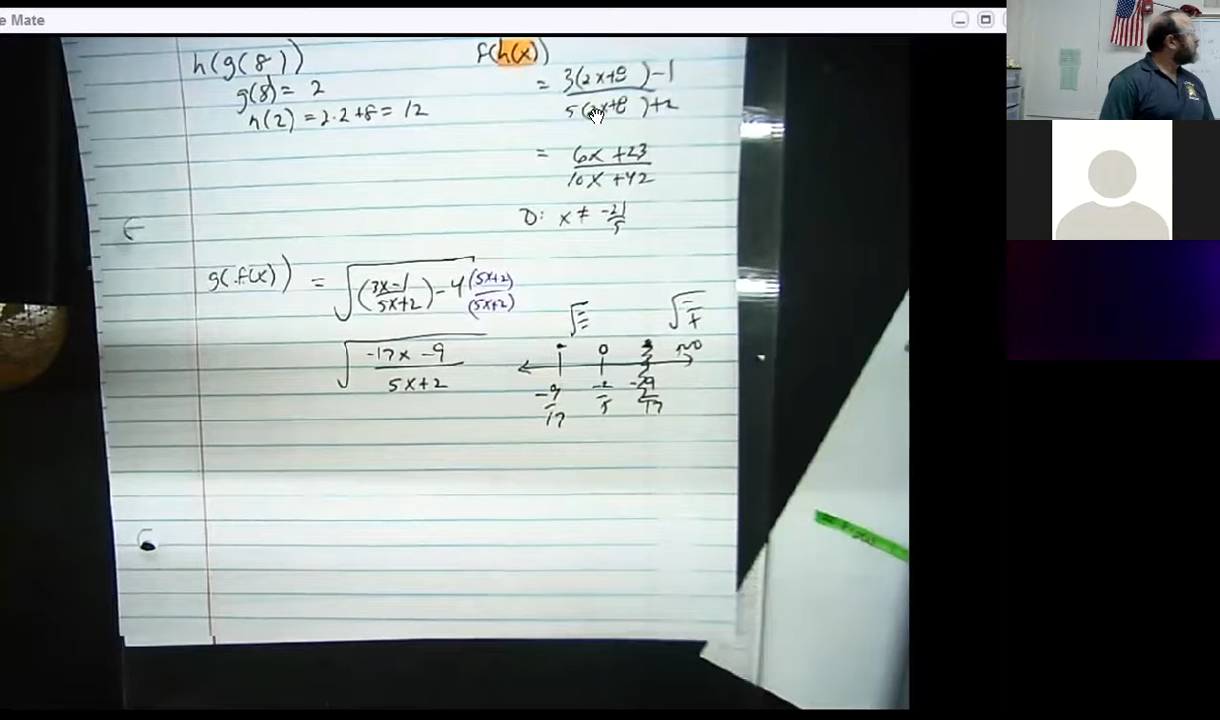 e Mate
h(g(8))
g(8) = 2
h(2) = 2·2+8 = 12
f(h(x))
= 3(2x+8)-1
5(2x+8)+2
= 6x+23
10x+42
D: x ≠ -21
5
g(f(x)) = √(3x-1/5x+2)-4(5x+2)/(5x+2)
√-17x-9
5x+2
√-/- √-/+
- 0 NO
-9/17 -2/5